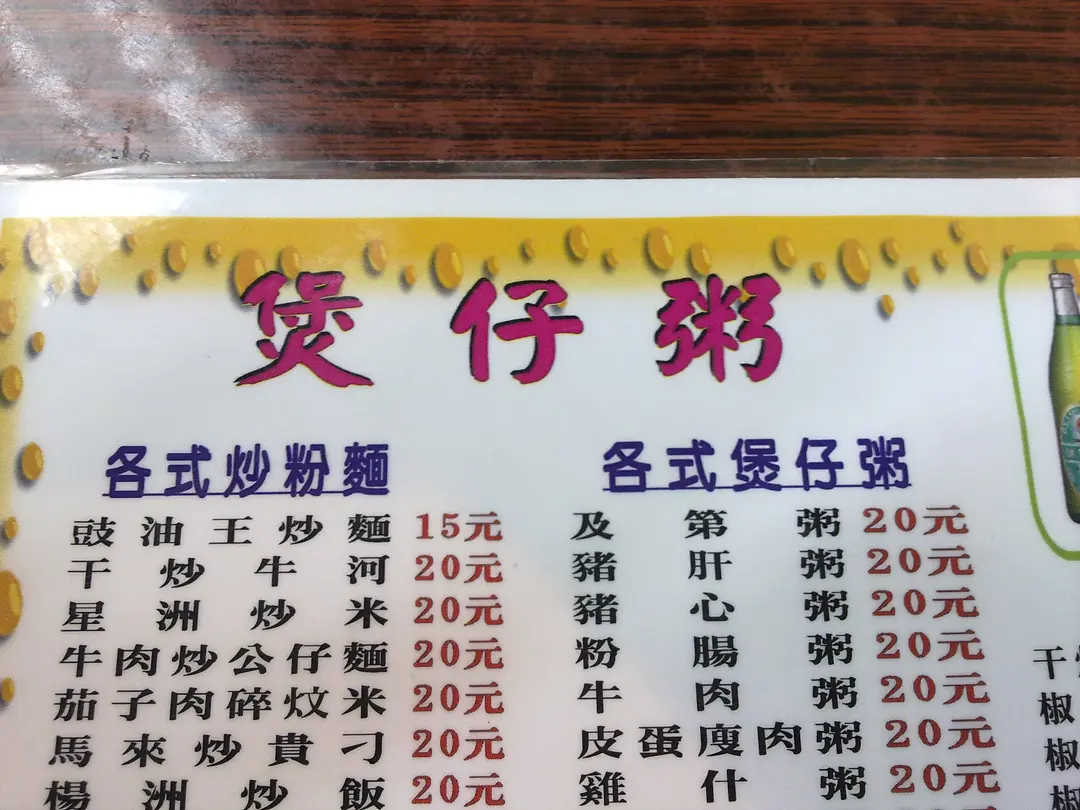 煲仔粥
各式炒粉麵
豉油王炒麵 15元
干炒牛河 20元
星洲炒米 20元
牛肉炒公仔麵 20元
茄子肉碎炆米 20元
馬來炒貴刁 20元
楊洲炒飯 20元
各式煲仔粥
及第粥 20元
豬肝粥 20元
豬心粥 20元
粉腸粥 20元
牛肉粥 20元
皮蛋廋肉粥 20元
雞什粥 20元
干
椒
椒
椒